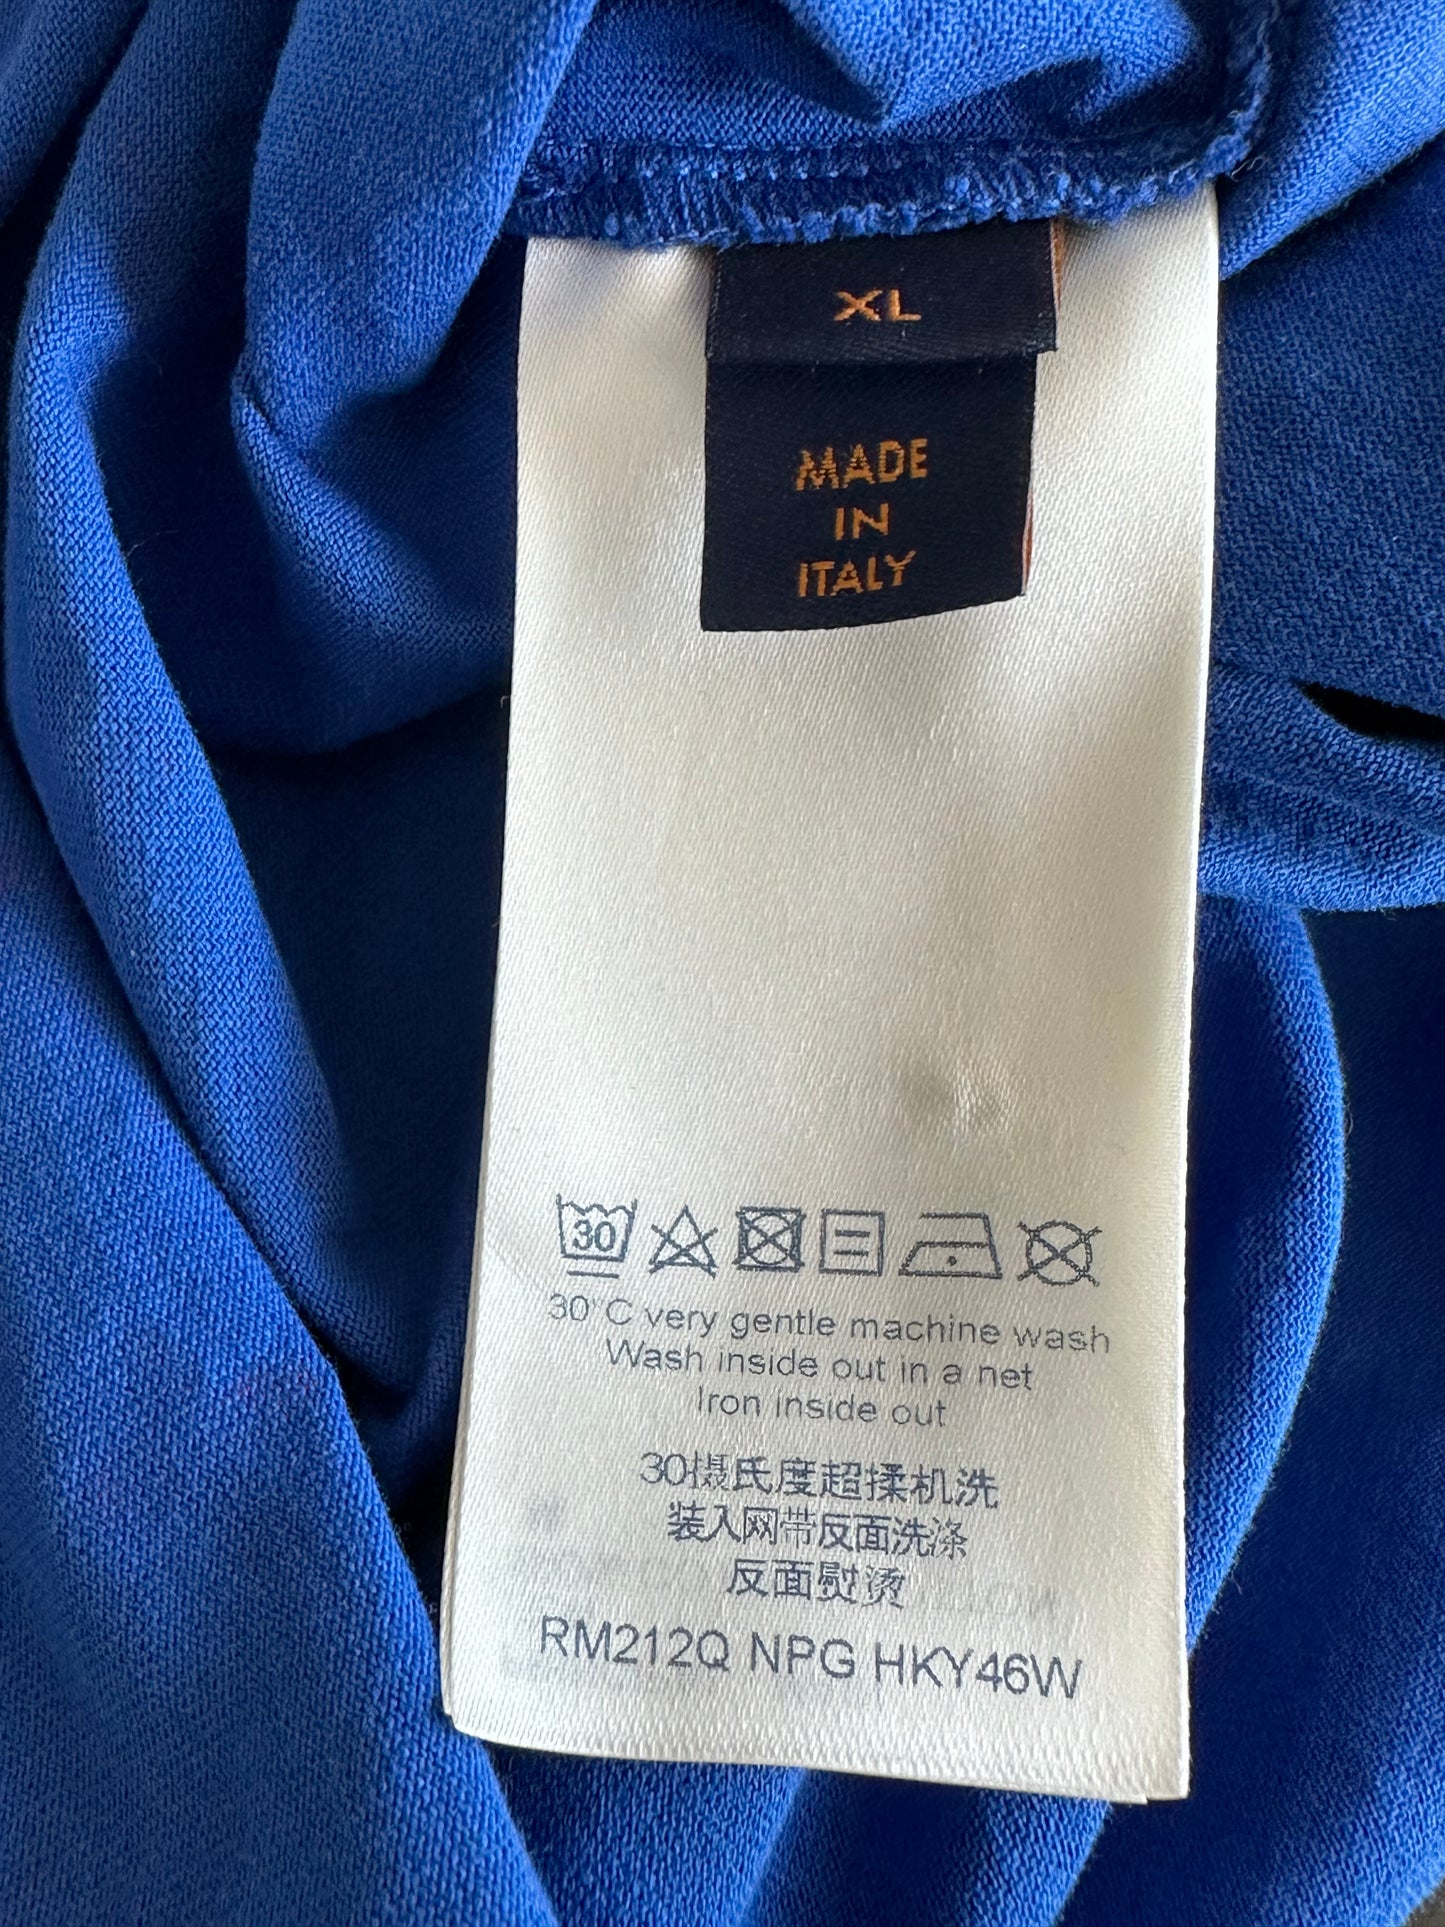 XL
MADE
IN
ITALY
30
30°C very gentle machine wash
Wash inside out in a net
Iron inside out
30摄氏度超揉机洗
装入网带反面洗涤
反面熨烫
RM212Q NPG HKY46W